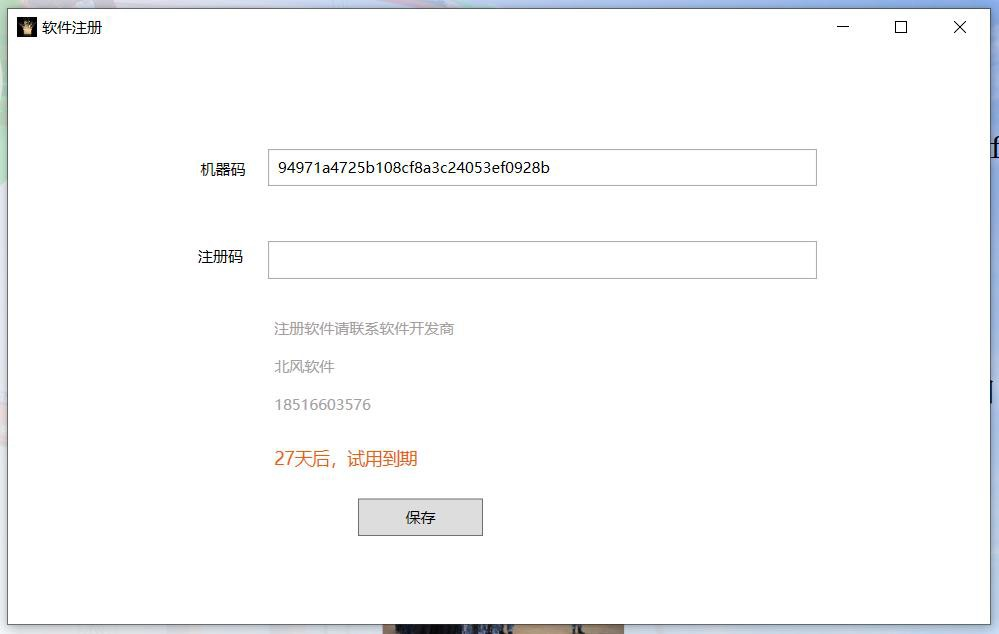 软件注册
机器码 94971a4725b108cf8a3c24053ef0928b
注册码
注册软件请联系软件开发商
北风软件
18516603576
27天后，试用到期
保存